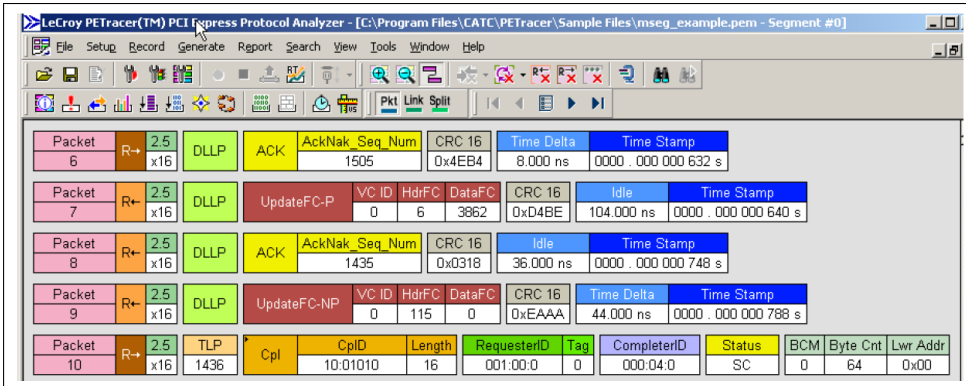 LeCroy PETracer(TM) PCI Express Protocol Analyzer - [C:\Program Files\CATC\PETracer\Sample Files\mseg_example.pem - Segment #0]
File Setup Record Generate Report Search View Tools Window Help
Pkt Link Split
Packet R→ 2.5 DLLP ACK AckNak_Seq_Num CRC 16 Time Delta Time Stamp
6 x16 1505 0x4EB4 8.000 ns 0000 . 000 000 632 s
Packet R← 2.5 DLLP UpdateFC-P VC ID HdrFC DataFC CRC 16 Idle Time Stamp
7 x16 0 6 3862 0xD4BE 104.000 ns 0000 . 000 000 640 s
Packet R← 2.5 DLLP ACK AckNak_Seq_Num CRC 16 Idle Time Stamp
8 x16 1435 0x0318 36.000 ns 0000 . 000 000 748 s
Packet R← 2.5 DLLP UpdateFC-NP VC ID HdrFC DataFC CRC 16 Time Delta Time Stamp
9 x16 0 115 0 0xEAAA 44.000 ns 0000 . 000 000 788 s
Packet R→ 2.5 TLP Cpl CplD Length RequesterID Tag CompleterID Status BCM Byte Cnt Lwr Addr
10 x16 1436 10:01010 16 001:00:0 0 000:04:0 SC 0 64 0x00